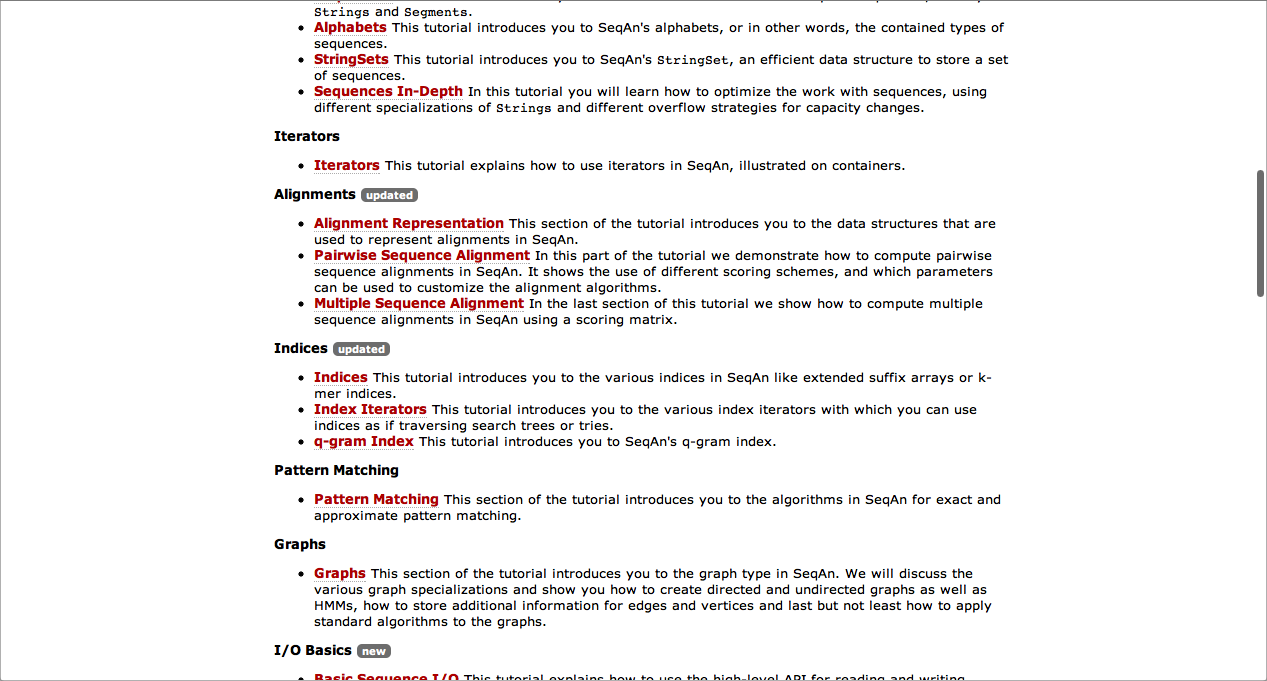 Strings and Segments.
• Alphabets This tutorial introduces you to SeqAn's alphabets, or in other words, the contained types of
sequences.
• StringSets This tutorial introduces you to SeqAn's StringSet, an efficient data structure to store a set
of sequences.
• Sequences In-Depth In this tutorial you will learn how to optimize the work with sequences, using
different specializations of Strings and different overflow strategies for capacity changes.
Iterators
• Iterators This tutorial explains how to use iterators in SeqAn, illustrated on containers.
Alignments updated
• Alignment Representation This section of the tutorial introduces you to the data structures that are
used to represent alignments in SeqAn.
• Pairwise Sequence Alignment In this part of the tutorial we demonstrate how to compute pairwise
sequence alignments in SeqAn. It shows the use of different scoring schemes, and which parameters
can be used to customize the alignment algorithms.
• Multiple Sequence Alignment In the last section of this tutorial we show how to compute multiple
sequence alignments in SeqAn using a scoring matrix.
Indices updated
• Indices This tutorial introduces you to the various indices in SeqAn like extended suffix arrays or k-
mer indices.
• Index Iterators This tutorial introduces you to the various index iterators with which you can use
indices as if traversing search trees or tries.
• q-gram Index This tutorial introduces you to SeqAn's q-gram index.
Pattern Matching
• Pattern Matching This section of the tutorial introduces you to the algorithms in SeqAn for exact and
approximate pattern matching.
Graphs
• Graphs This section of the tutorial introduces you to the graph type in SeqAn. We will discuss the
various graph specializations and show you how to create directed and undirected graphs as well as
HMMs, how to store additional information for edges and vertices and last but not least how to apply
standard algorithms to the graphs.
I/O Basics new
• Basic Sequence I/O This tutorial explains how to use the high-level API for reading and writing